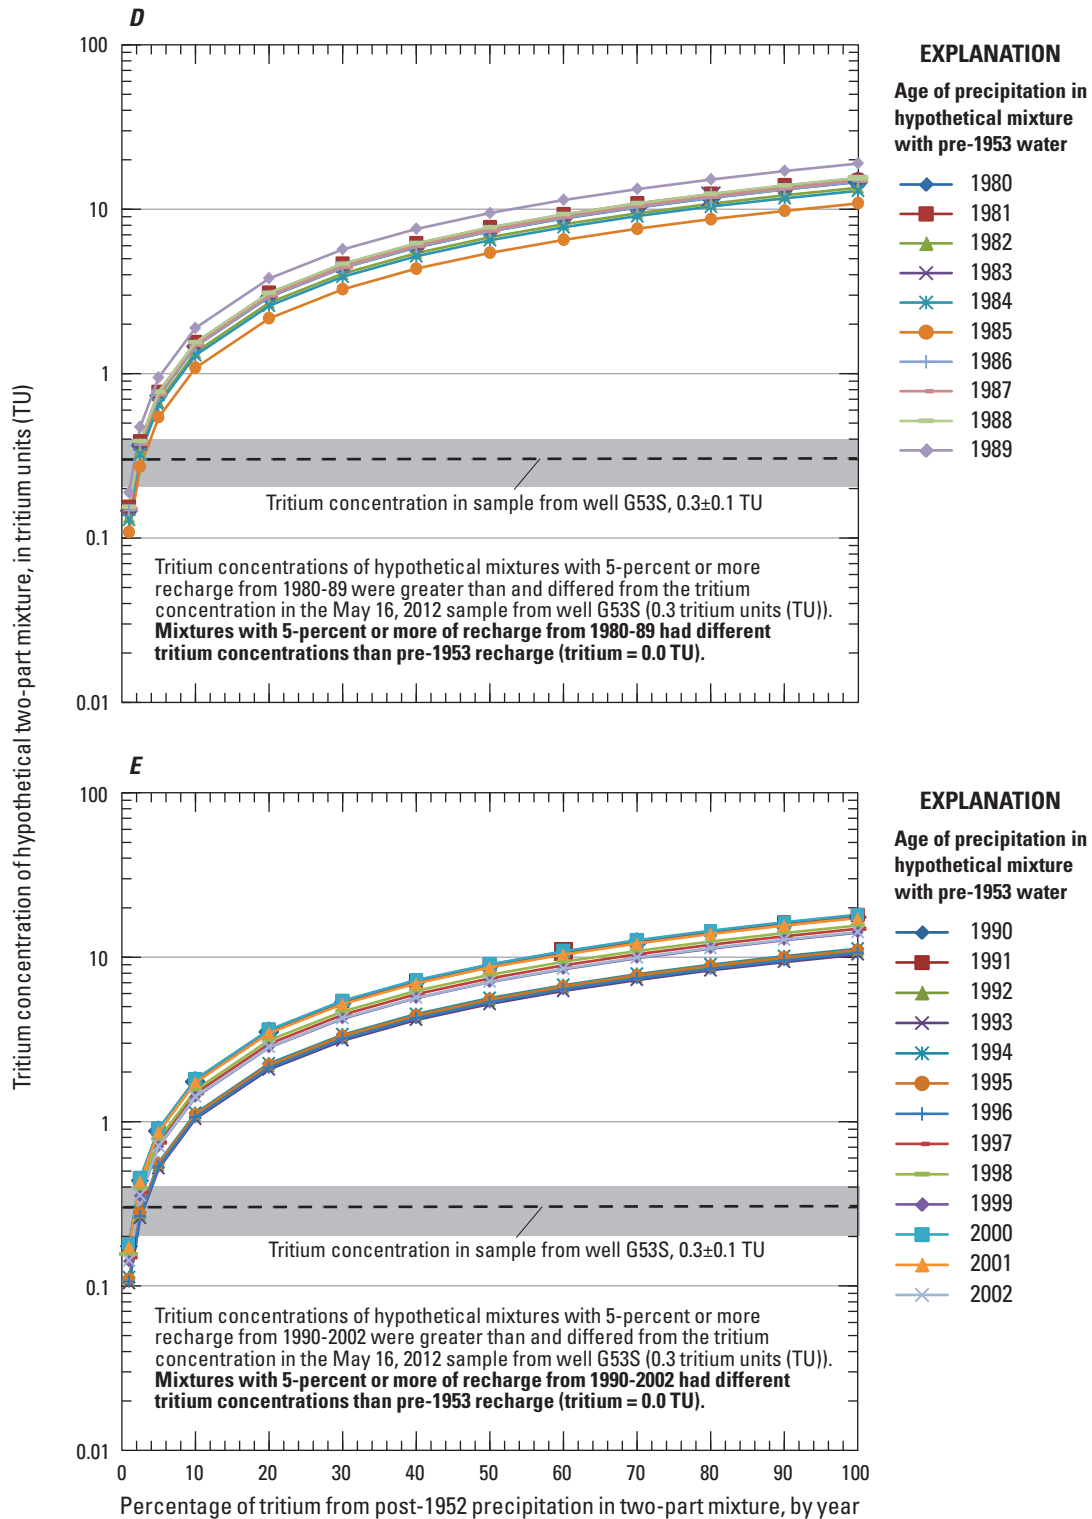 D
100
10
1
0.1
0.01
Tritium concentration in sample from well G53S, 0.3±0.1 TU
Tritium concentrations of hypothetical mixtures with 5-percent or more
recharge from 1980-89 were greater than and differed from the tritium
concentration in the May 16, 2012 sample from well G53S (0.3 tritium units (TU)).
Mixtures with 5-percent or more of recharge from 1980-89 had different
tritium concentrations than pre-1953 recharge (tritium = 0.0 TU).
EXPLANATION
Age of precipitation in
hypothetical mixture
with pre-1953 water
1980
1981
1982
1983
1984
1985
1986
1987
1988
1989
Tritium concentration of hypothetical two-part mixture, in tritium units (TU)
E
100
10
1
0.1
0.01
Tritium concentration in sample from well G53S, 0.3±0.1 TU
Tritium concentrations of hypothetical mixtures with 5-percent or more
recharge from 1990-2002 were greater than and differed from the tritium
concentration in the May 16, 2012 sample from well G53S (0.3 tritium units (TU)).
Mixtures with 5-percent or more of recharge from 1990-2002 had different
tritium concentrations than pre-1953 recharge (tritium = 0.0 TU).
0 10 20 30 40 50 60 70 80 90 100
Percentage of tritium from post-1952 precipitation in two-part mixture, by year
EXPLANATION
Age of precipitation in
hypothetical mixture
with pre-1953 water
1990
1991
1992
1993
1994
1995
1996
1997
1998
1999
2000
2001
2002